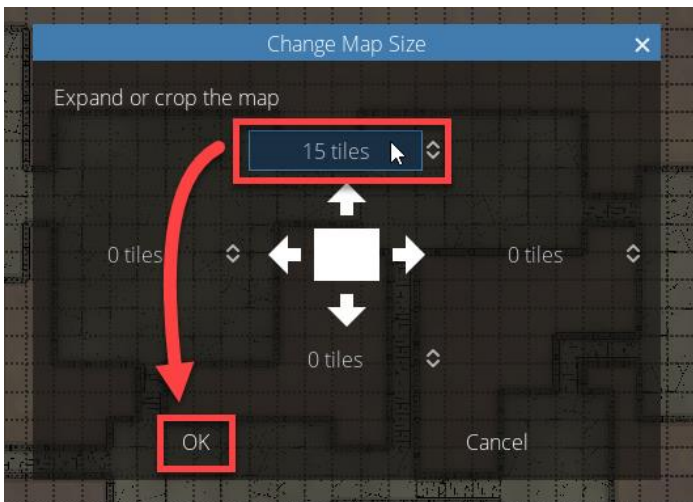 Change Map Size
Expand or crop the map
15 tiles
0 tiles
0 tiles
0 tiles
OK
Cancel